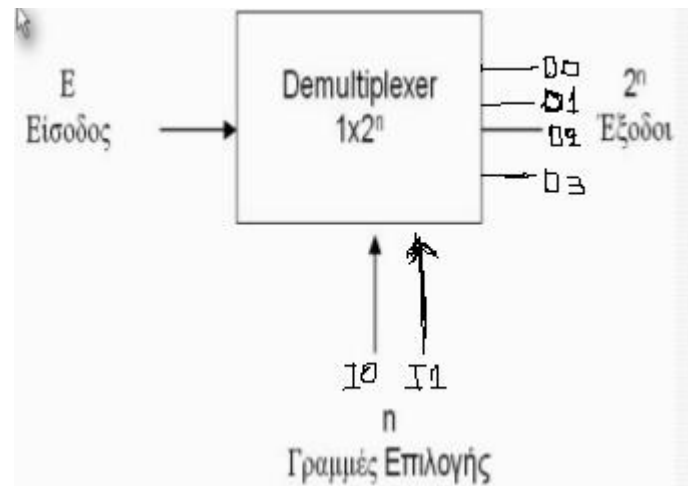 E
Είσοδος
Demultiplexer
1x2ⁿ
D0
D1
D2
D3
2ⁿ
Έξοδοι
I0 I1
n
Γραμμές Επιλογής